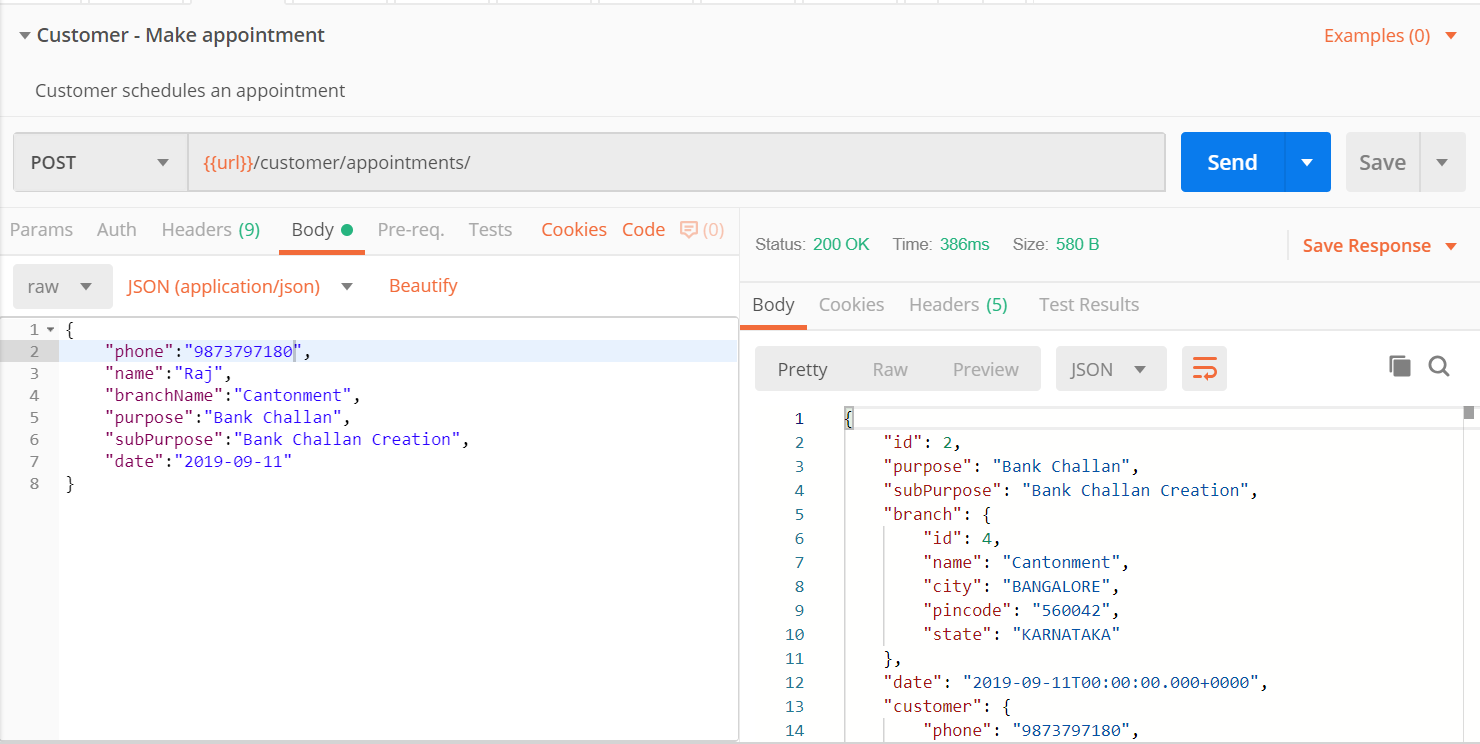 Customer - Make appointment
Examples (0)
Customer schedules an appointment
POST
{{url}}/customer/appointments/
Send
Save
Params Auth Headers (9) Body Pre-req. Tests Cookies Code (0)
raw JSON (application/json) Beautify
1 {
2 "phone":"9873797180",
3 "name":"Raj",
4 "branchName":"Cantonment",
5 "purpose":"Bank Challan",
6 "subPurpose":"Bank Challan Creation",
7 "date":"2019-09-11"
8 }
Status: 200 OK Time: 386ms Size: 580 B Save Response
Body Cookies Headers (5) Test Results
Pretty Raw Preview JSON
1 {
2 "id": 2,
3 "purpose": "Bank Challan",
4 "subPurpose": "Bank Challan Creation",
5 "branch": {
6 "id": 4,
7 "name": "Cantonment",
8 "city": "BANGALORE",
9 "pincode": "560042",
10 "state": "KARNATAKA"
11 },
12 "date": "2019-09-11T00:00:00.000+0000",
13 "customer": {
14 "phone": "9873797180",